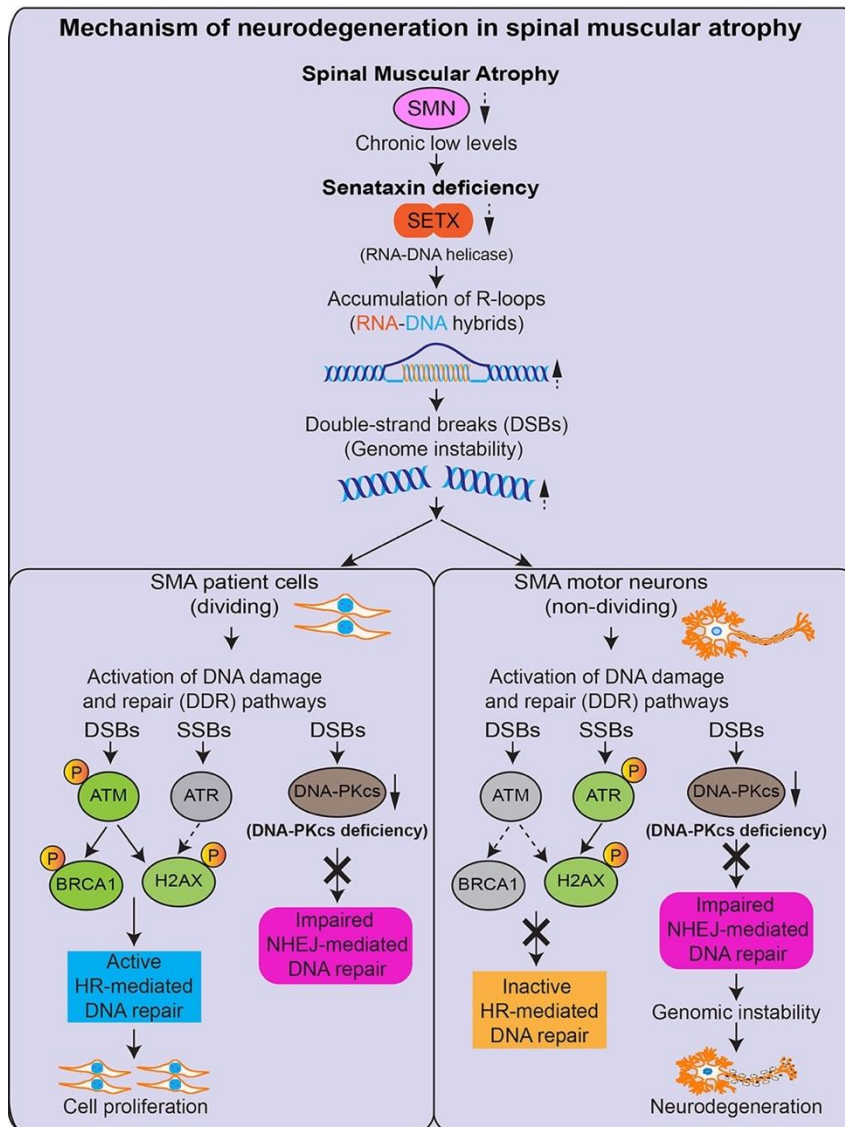 Mechanism of neurodegeneration in spinal muscular atrophy
Spinal Muscular Atrophy
SMN
Chronic low levels
Senataxin deficiency
SETX
(RNA-DNA helicase)
Accumulation of R-loops
(RNA-DNA hybrids)
Double-strand breaks (DSBs)
(Genome instability)
SMA patient cells
(dividing)
Activation of DNA damage
and repair (DDR) pathways
DSBs
SSBs
DSBs
P
ATM
ATR
DNA-PKcs
(DNA-PKcs deficiency)
P
BRCA1
P
H2AX
Impaired
NHEJ-mediated
DNA repair
Active
HR-mediated
DNA repair
Cell proliferation
SMA motor neurons
(non-dividing)
Activation of DNA damage
and repair (DDR) pathways
DSBs
SSBs
DSBs
ATM
P
ATR
DNA-PKcs
(DNA-PKcs deficiency)
BRCA1
P
H2AX
Impaired
NHEJ-mediated
DNA repair
Inactive
HR-mediated
DNA repair
Genomic instability
Neurodegeneration